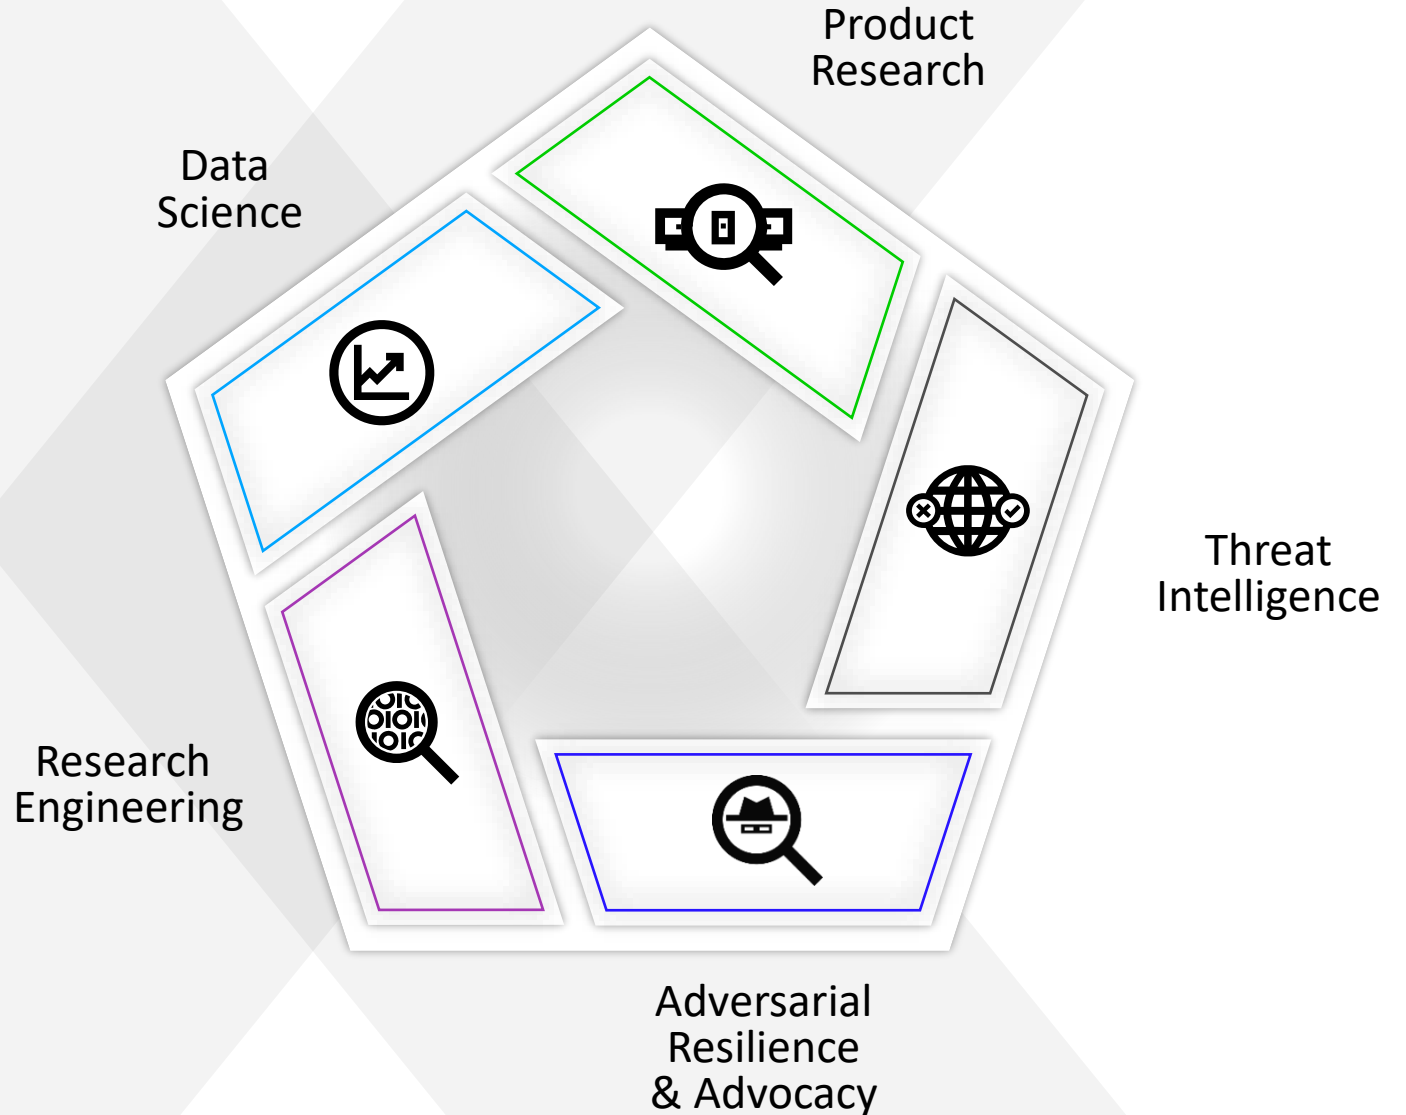 Product
Research
Data
Science
Threat
Intelligence
Research
Engineering
Adversarial
Resilience
& Advocacy